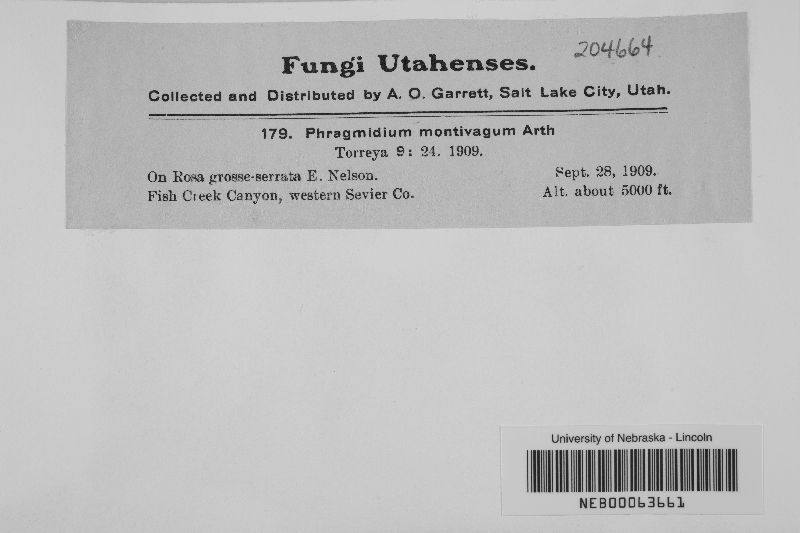 204664
Fungi Utahenses.
Collected and Distributed by A. O. Garrett, Salt Lake City, Utah.
179. Phragmidium montivagum Arth
Torreya 9: 24. 1909.
On Rosa grosse-serrata E. Nelson. Sept. 28, 1909.
Fish Creek Canyon, western Sevier Co. Alt. about 5000 ft.
University of Nebraska - Lincoln
NEB00063661